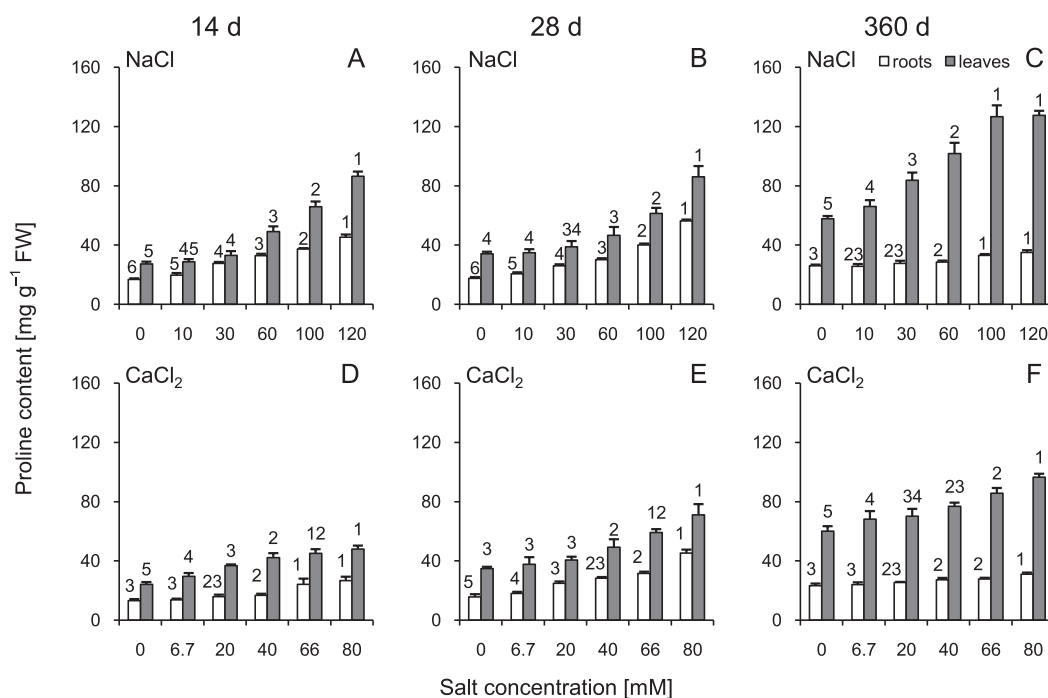 14 d 28 d 360 d
NaCl A
160
120
80
40
0
6 5 5 45 4 4 3 3 2 2 1 1
0 10 30 60 100 120
NaCl B
160
120
80
40
0
6 4 5 4 4 34 3 3 2 2 1 1
0 10 30 60 100 120
NaCl roots leaves C
160
120
80
40
0
3 5 23 4 23 3 2 2 1 1 1 1
0 10 30 60 100 120
Proline content [mg g⁻¹ FW]
CaCl₂ D
160
120
80
40
0
3 5 3 4 23 3 2 2 1 12 1 1
0 6.7 20 40 66 80
CaCl₂ E
160
120
80
40
0
5 3 4 3 3 3 23 2 2 12 1 1
0 6.7 20 40 66 80
CaCl₂ F
160
120
80
40
0
3 5 3 4 23 34 2 23 2 2 1 1
0 6.7 20 40 66 80
Salt concentration [mM]